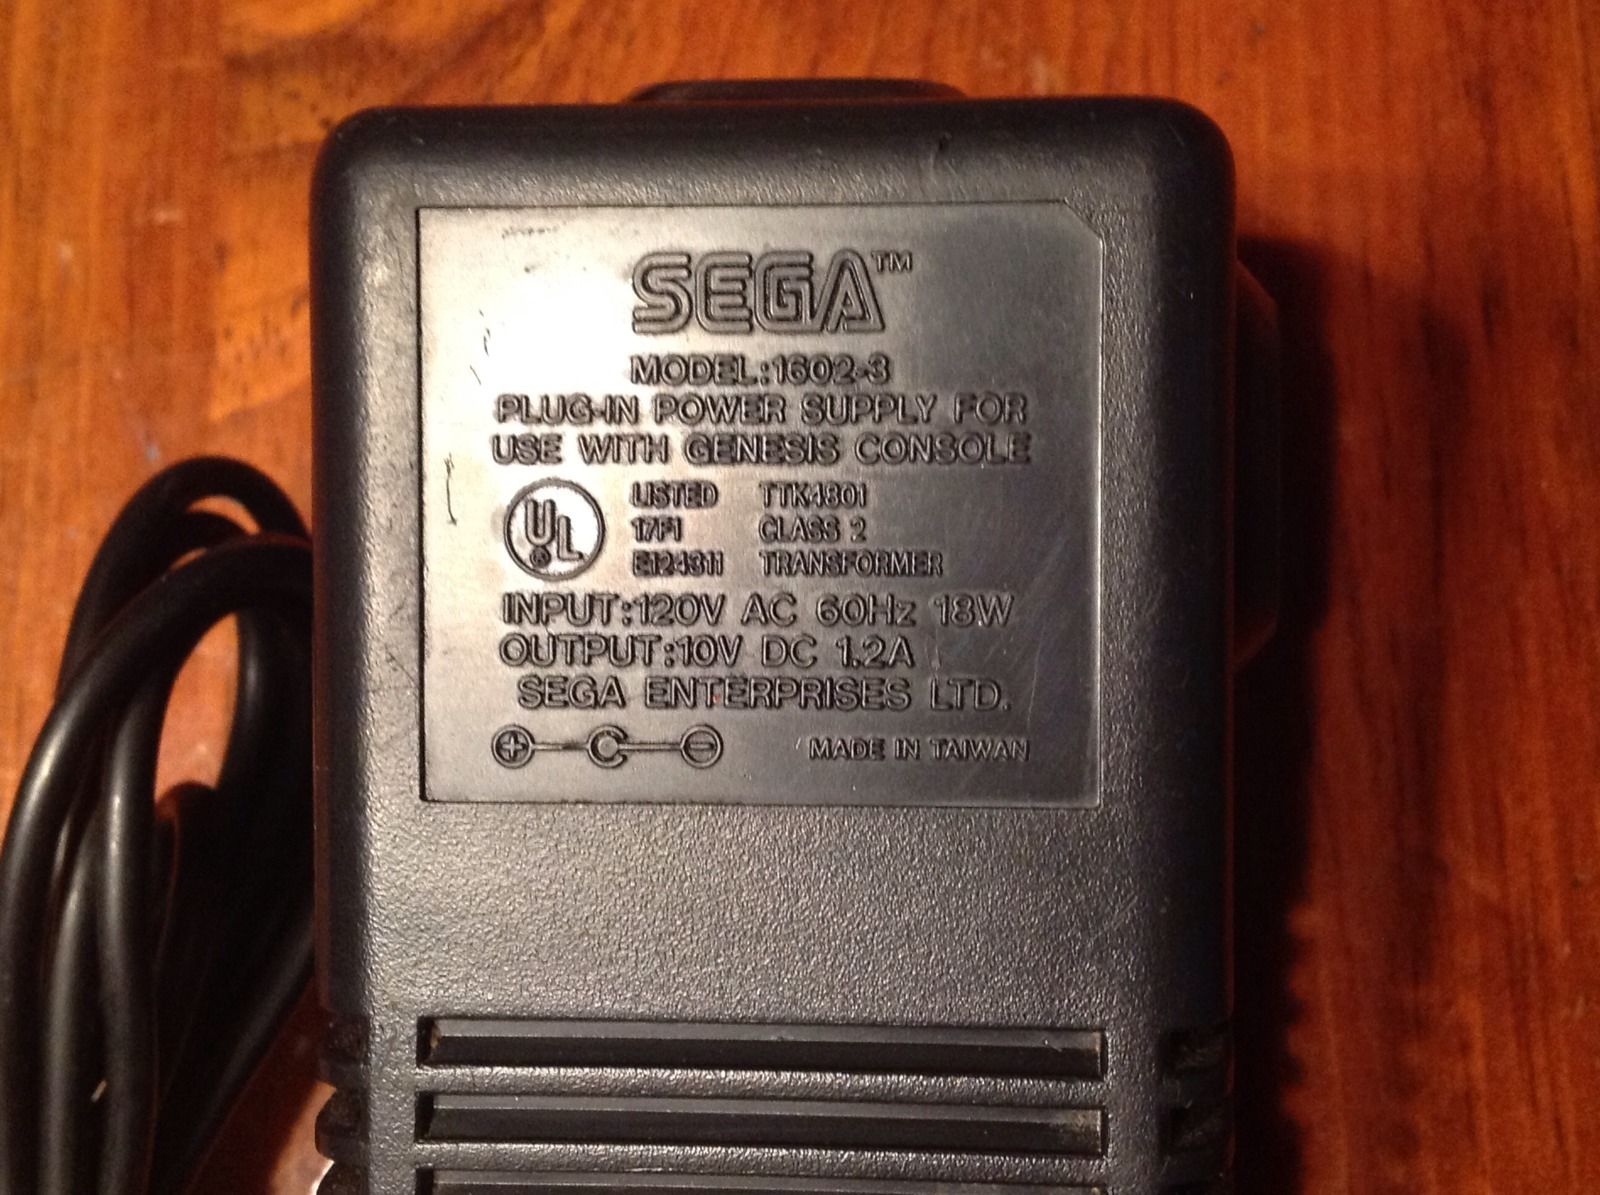 SEGA™
MODEL:1602-3
PLUG-IN POWER SUPPLY FOR
USE WITH GENESIS CONSOLE
UL ® LISTED TTK4801
17F1 CLASS 2
E124311 TRANSFORMER
INPUT:120V AC 60Hz 18W
OUTPUT:10V DC 1.2A
SEGA ENTERPRISES LTD.
MADE IN TAIWAN